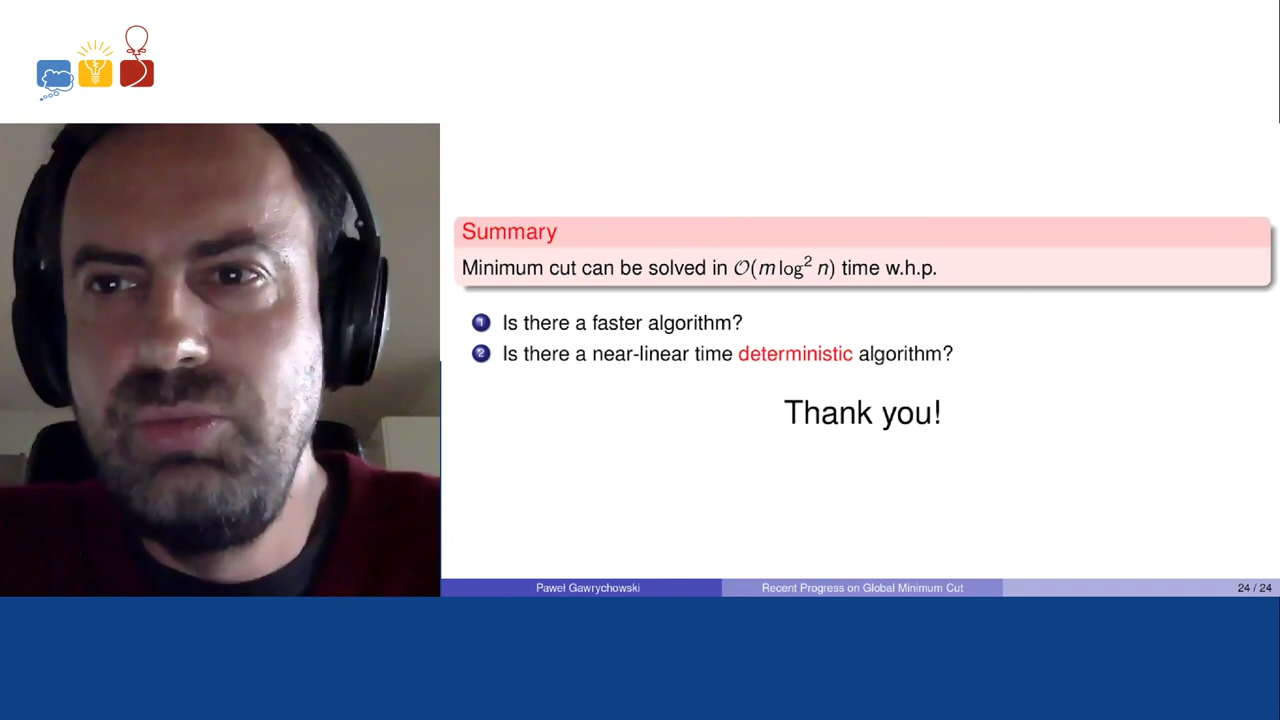 Summary
Minimum cut can be solved in O(m log² n) time w.h.p.
1 Is there a faster algorithm?
2 Is there a near-linear time deterministic algorithm?
Thank you!
Paweł Gawrychowski Recent Progress on Global Minimum Cut 24 / 24